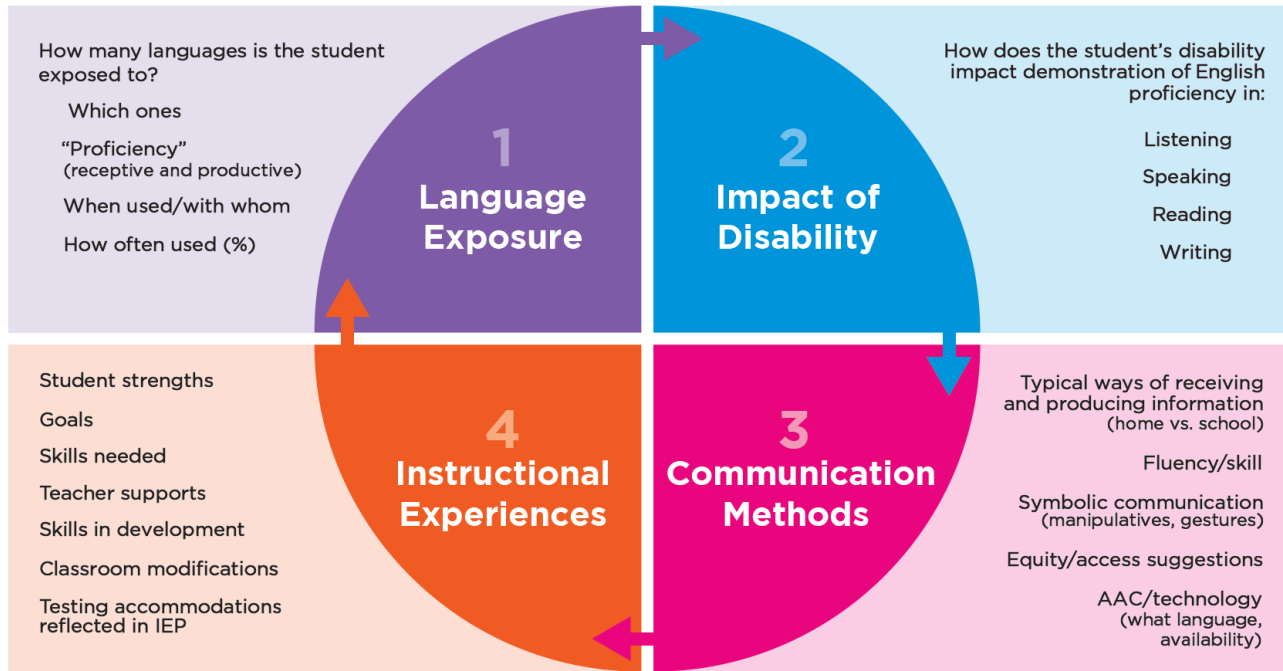 How many languages is the student
exposed to?
Which ones
“Proficiency”
(receptive and productive)
When used/with whom
How often used (%)
1
Language
Exposure
2
Impact of
Disability
How does the student’s disability
impact demonstration of English
proficiency in:
Listening
Speaking
Reading
Writing
Student strengths
Goals
Skills needed
Teacher supports
Skills in development
Classroom modifications
Testing accommodations
reflected in IEP
4
Instructional
Experiences
3
Communication
Methods
Typical ways of receiving
and producing information
(home vs. school)
Fluency/skill
Symbolic communication
(manipulatives, gestures)
Equity/access suggestions
AAC/technology
(what language,
availability)